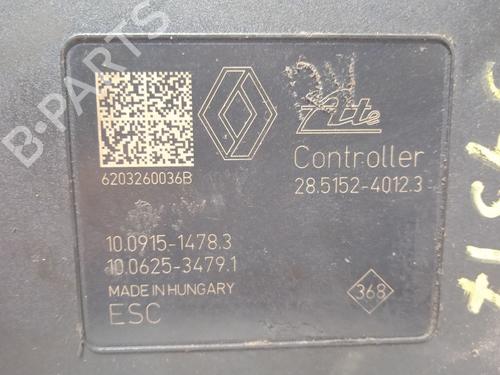 B-PARTS
Ate
6203260036B
Controller
28.5152-4012.3
10.0915-1478.3
10.0625-3479.1
MADE IN HUNGARY
ESC
368